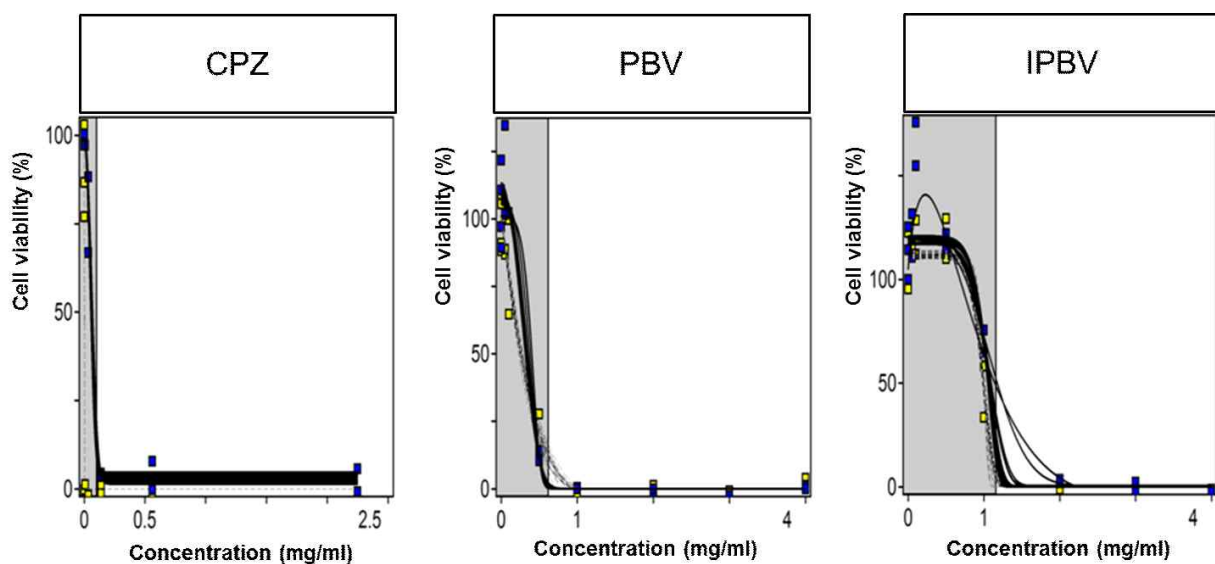 CPZ
100
50
0
Cell viability (%)
0
0.5
2.5
Concentration (mg/ml)
PBV
100
50
0
Cell viability (%)
0
1
4
Concentration (mg/ml)
IPBV
100
50
0
Cell viability (%)
0
1
4
Concentration (mg/ml)